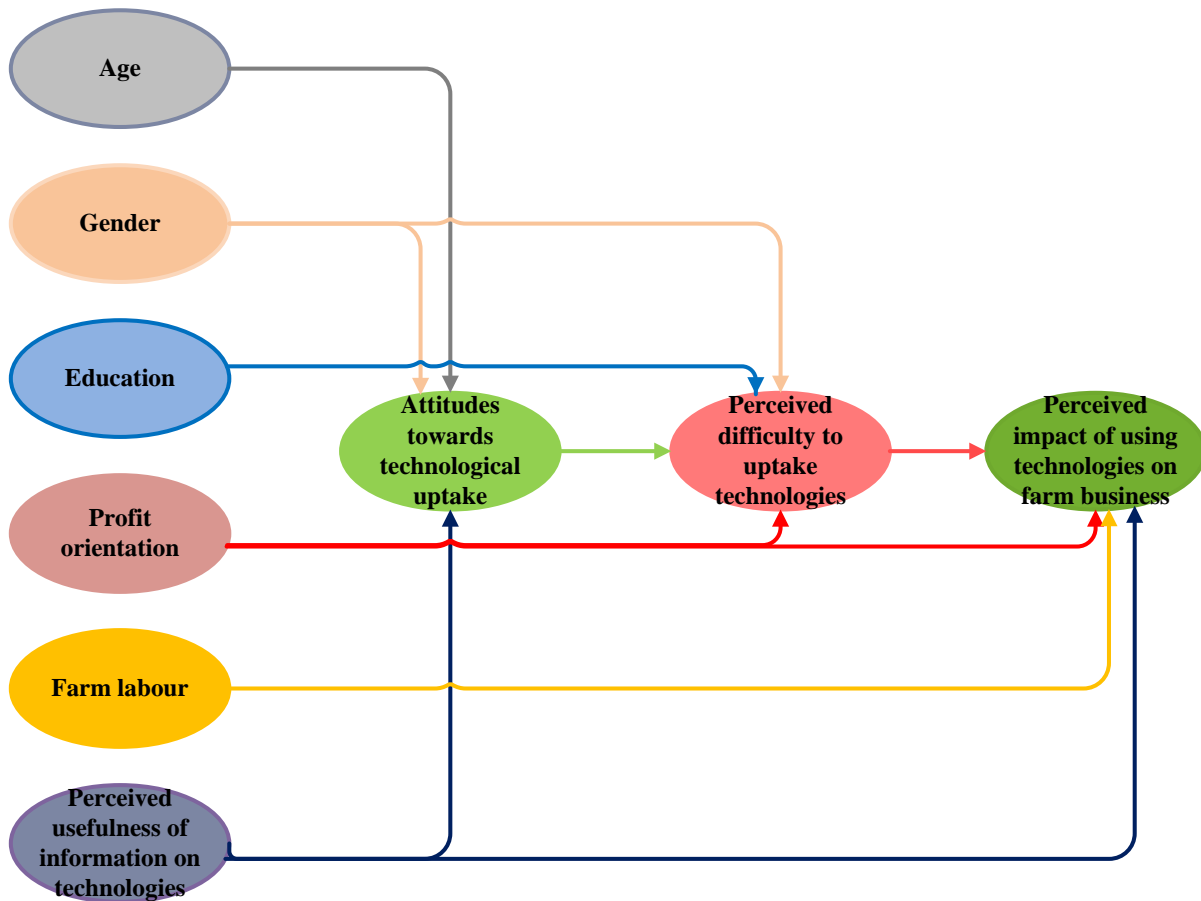 Age
Gender
Education
Profit
orientation
Farm labour
Perceived
usefulness of
information on
technologies
Attitudes
towards
technological
uptake
Perceived
difficulty to
uptake
technologies
Perceived
impact of using
technologies on
farm business